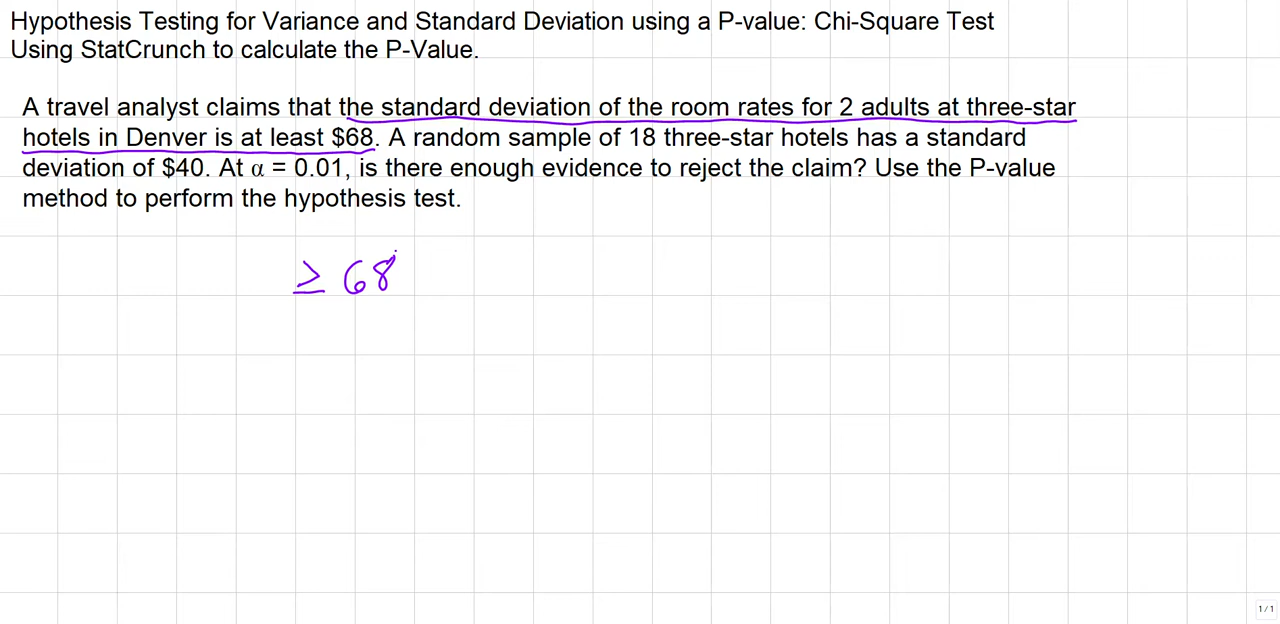 Hypothesis Testing for Variance and Standard Deviation using a P-value: Chi-Square Test
Using StatCrunch to calculate the P-Value.
A travel analyst claims that the standard deviation of the room rates for 2 adults at three-star
hotels in Denver is at least $68. A random sample of 18 three-star hotels has a standard
deviation of $40. At α = 0.01, is there enough evidence to reject the claim? Use the P-value
method to perform the hypothesis test.
≥ 68
1 / 1